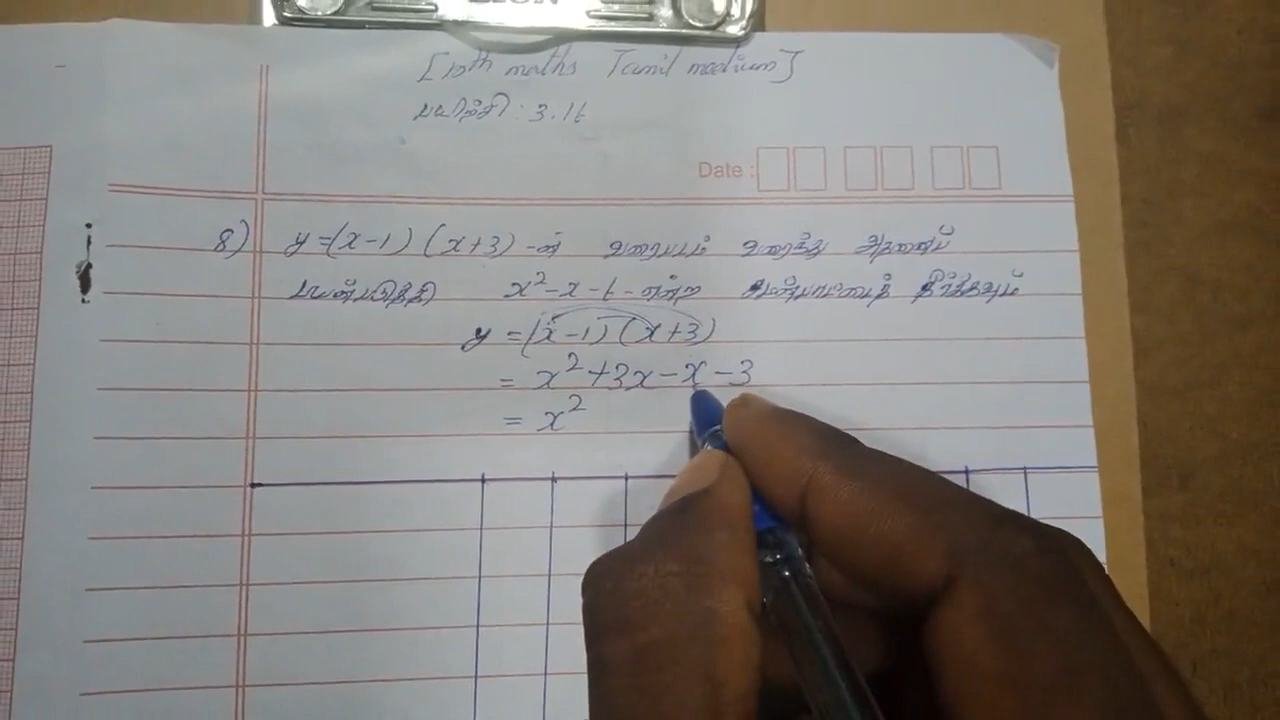 [10th maths Tamil medium]
பயிற்சி : 3.16
Date :
8) y=(x-1) (x+3) -ன் வரைபடம் வரைந்து அதனைப்
பயன்படுத்தி x²-x-6 -என்ற சமன்பாட்டைத் தீர்க்கவும்
y = (x-1) (x+3)
= x²+3x-x-3
= x²